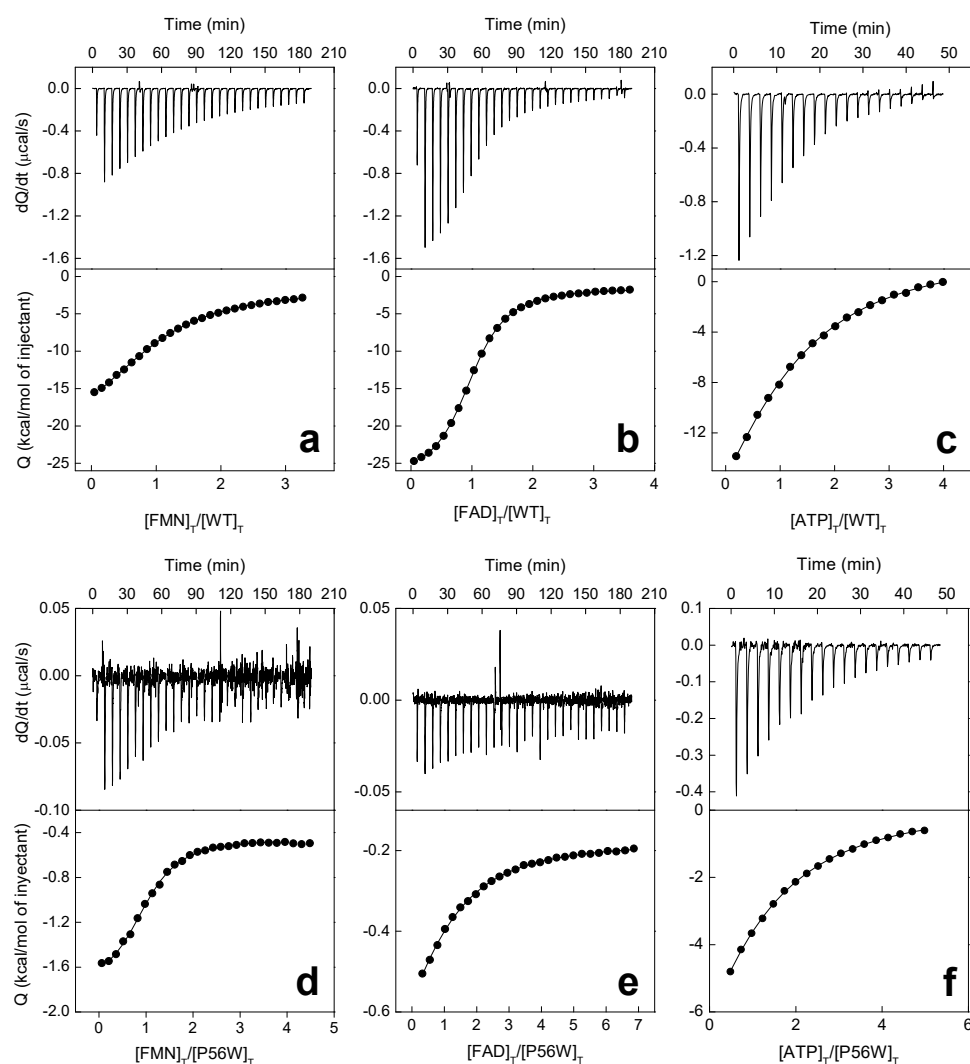 Time (min) Time (min) Time (min)
0 30 60 90 120 150 180 210 0 30 60 90 120 150 180 210 0 10 20 30 40 50
dQ/dt (μcal/s)
0.0 0.0 0.0
-0.4 -0.4 -0.4
-0.8 -0.8 -0.8
-1.2 -1.2 -1.2
-1.6 -1.6
Q (kcal/mol of injectant)
0 0 0
-5 -5 -4
-10 -10 -8
-15 -15 -12
-20 -20
-25 -25
a b c
0 1 2 3 0 1 2 3 4 0 1 2 3 4
[FMN]T/[WT]T [FAD]T/[WT]T [ATP]T/[WT]T
Time (min) Time (min) Time (min)
0 30 60 90 120 150 180 210 0 30 60 90 120 150 180 210 0 10 20 30 40 50
dQ/dt (μcal/s)
0.05 0.05 0.1
0.00 0.00 0.0
-0.05 -0.05 -0.1
-0.10 -0.2
-0.3
-0.4
Q (kcal/mol of inyectant)
-0.4 -0.2 0
-0.8 -0.4 -2
-1.2 -0.6 -4
-1.6 -6
-2.0
d e f
0 1 2 3 4 5 0 1 2 3 4 5 6 7 0 2 4 6
[FMN]T/[P56W]T [FAD]T/[P56W]T [ATP]T/[P56W]T